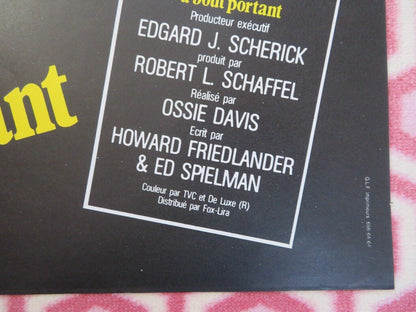 à bout portant
Producteur exécutif
EDGARD J. SCHERICK
produit par
ROBERT L. SCHAFFEL
Réalisé par
OSSIE DAVIS
Ecrit par
HOWARD FRIEDLANDER
& ED SPIELMAN
Couleur par TVC et De Luxe (R)
Distribué par Fox-Lira
ant